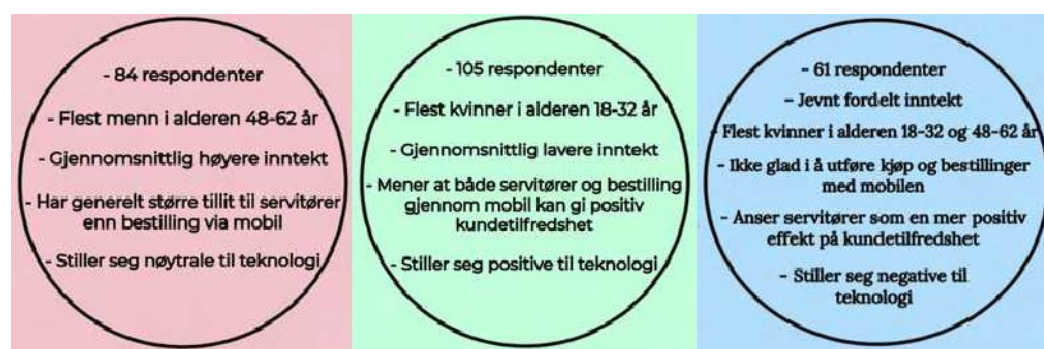 - 84 respondenter
- Flest menn i alderen 48-62 år
- Gjennomsnittlig høyere inntekt
- Har generelt større tillit til servitører
enn bestilling via mobil
- Stiller seg nøytrale til teknologi
- 105 respondenter
- Flest kvinner i alderen 18-32 år
- Gjennomsnittlig lavere inntekt
- Mener at både servitører og bestilling
gjennom mobil kan gi positiv
kundetilfredshet
- Stiller seg positive til teknologi
- 61 respondenter
- Jevnt fordelt inntekt
- Flest kvinner i alderen 18-32 og 48-62 år
- Ikke glad i å utføre kjøp og bestillinger
med mobilen
- Anser servitører som en mer positiv
effekt på kundetilfredshet
- Stiller seg negative til
teknologi